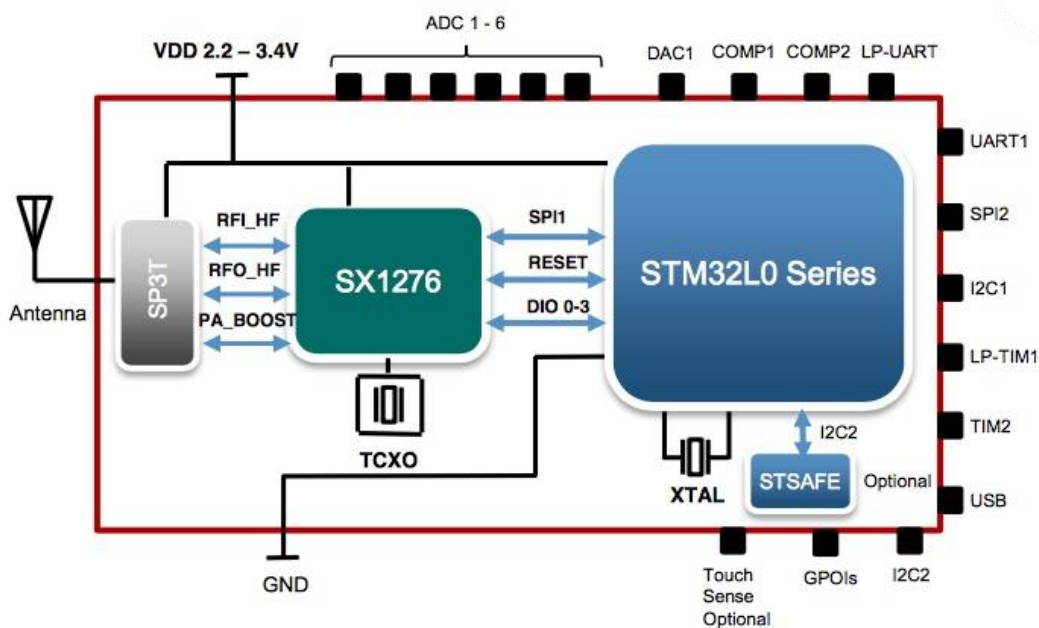 ADC 1 - 6
VDD 2.2 – 3.4V
DAC1
COMP1
COMP2
LP-UART
UART1
SPI2
I2C1
LP-TIM1
TIM2
USB
Antenna
SP3T
RFI_HF
RFO_HF
PA_BOOST
SX1276
SPI1
RESET
DIO 0-3
STM32L0 Series
TCXO
XTAL
I2C2
STSAFE
Optional
GND
Touch
Sense
Optional
GPOIs
I2C2